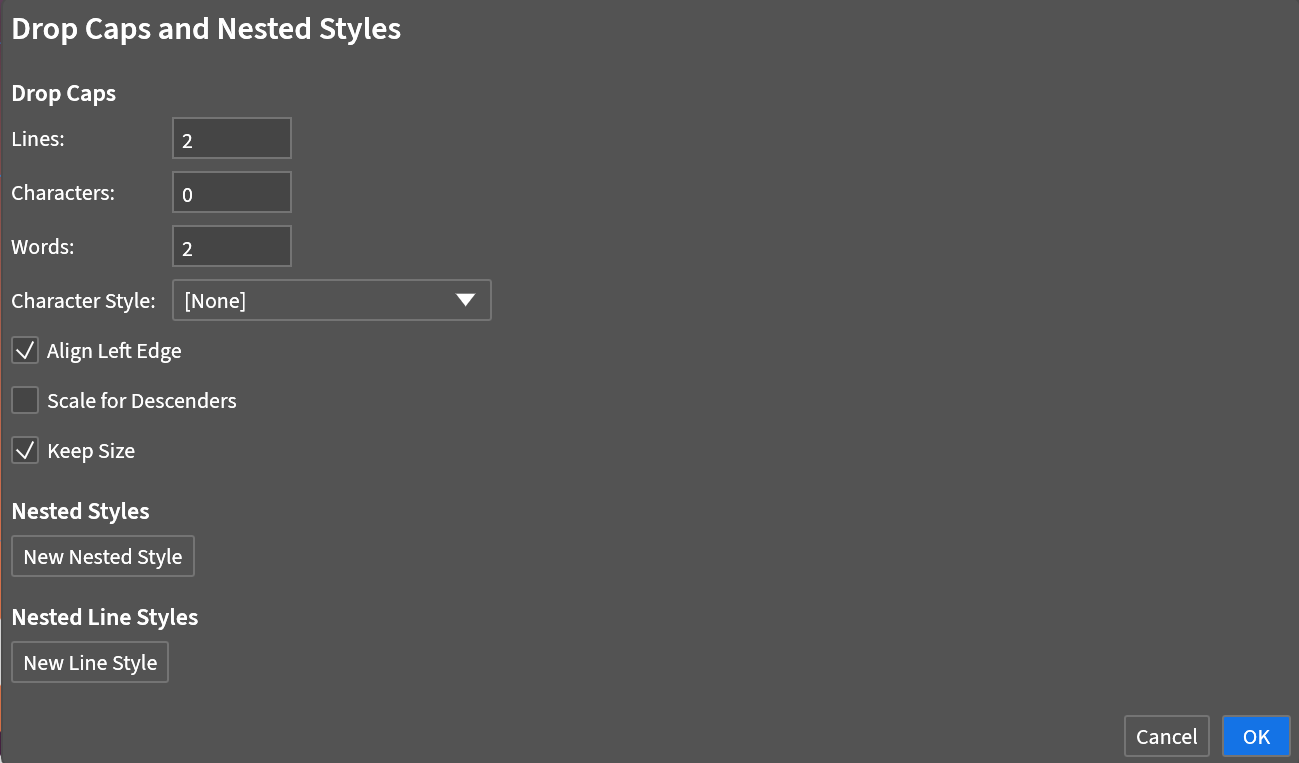 Drop Caps and Nested Styles
Drop Caps
Lines: 2
Characters: 0
Words: 2
Character Style: [None]
Align Left Edge
Scale for Descenders
Keep Size
Nested Styles
New Nested Style
Nested Line Styles
New Line Style
Cancel OK